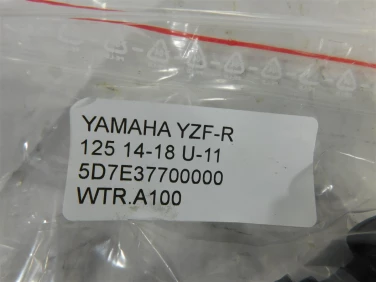 YAMAHA YZF-R
125 14-18 U-11
5D7E37700000
WTR.A100